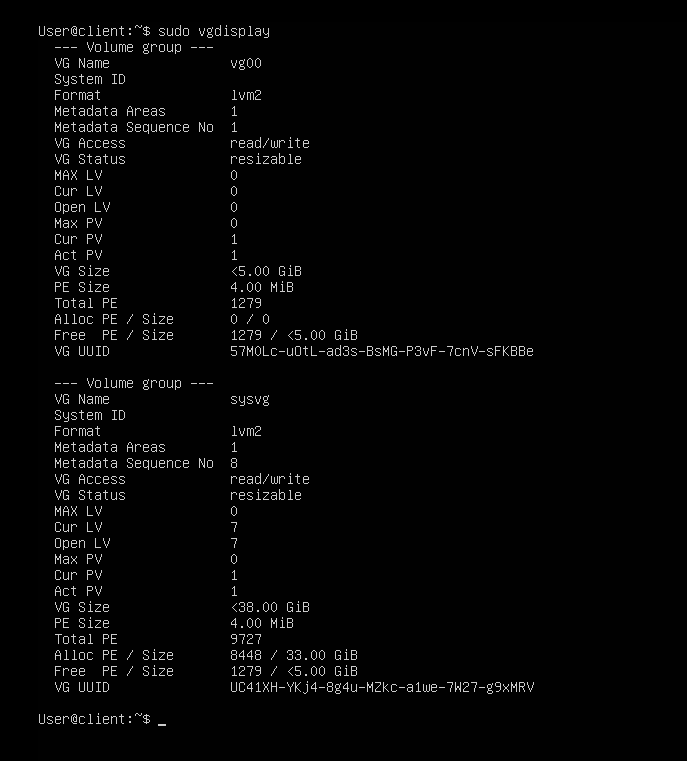 User@client:~$ sudo vgdisplay
--- Volume group ---
VG Name vg00
System ID
Format lvm2
Metadata Areas 1
Metadata Sequence No 1
VG Access read/write
VG Status resizable
MAX LV 0
Cur LV 0
Open LV 0
Max PV 0
Cur PV 1
Act PV 1
VG Size <5.00 GiB
PE Size 4.00 MiB
Total PE 1279
Alloc PE / Size 0 / 0
Free  PE / Size 1279 / <5.00 GiB
VG UUID 57M0Lc-uOtL-ad3s-BsMG-P3vF-7cnV-sFKBBe
--- Volume group ---
VG Name sysvg
System ID
Format lvm2
Metadata Areas 1
Metadata Sequence No 8
VG Access read/write
VG Status resizable
MAX LV 0
Cur LV 7
Open LV 7
Max PV 0
Cur PV 1
Act PV 1
VG Size <38.00 GiB
PE Size 4.00 MiB
Total PE 9727
Alloc PE / Size 8448 / 33.00 GiB
Free  PE / Size 1279 / <5.00 GiB
VG UUID UC41XH-YKj4-8g4u-MZkc-a1we-7W27-g9xMRV
User@client:~$ _